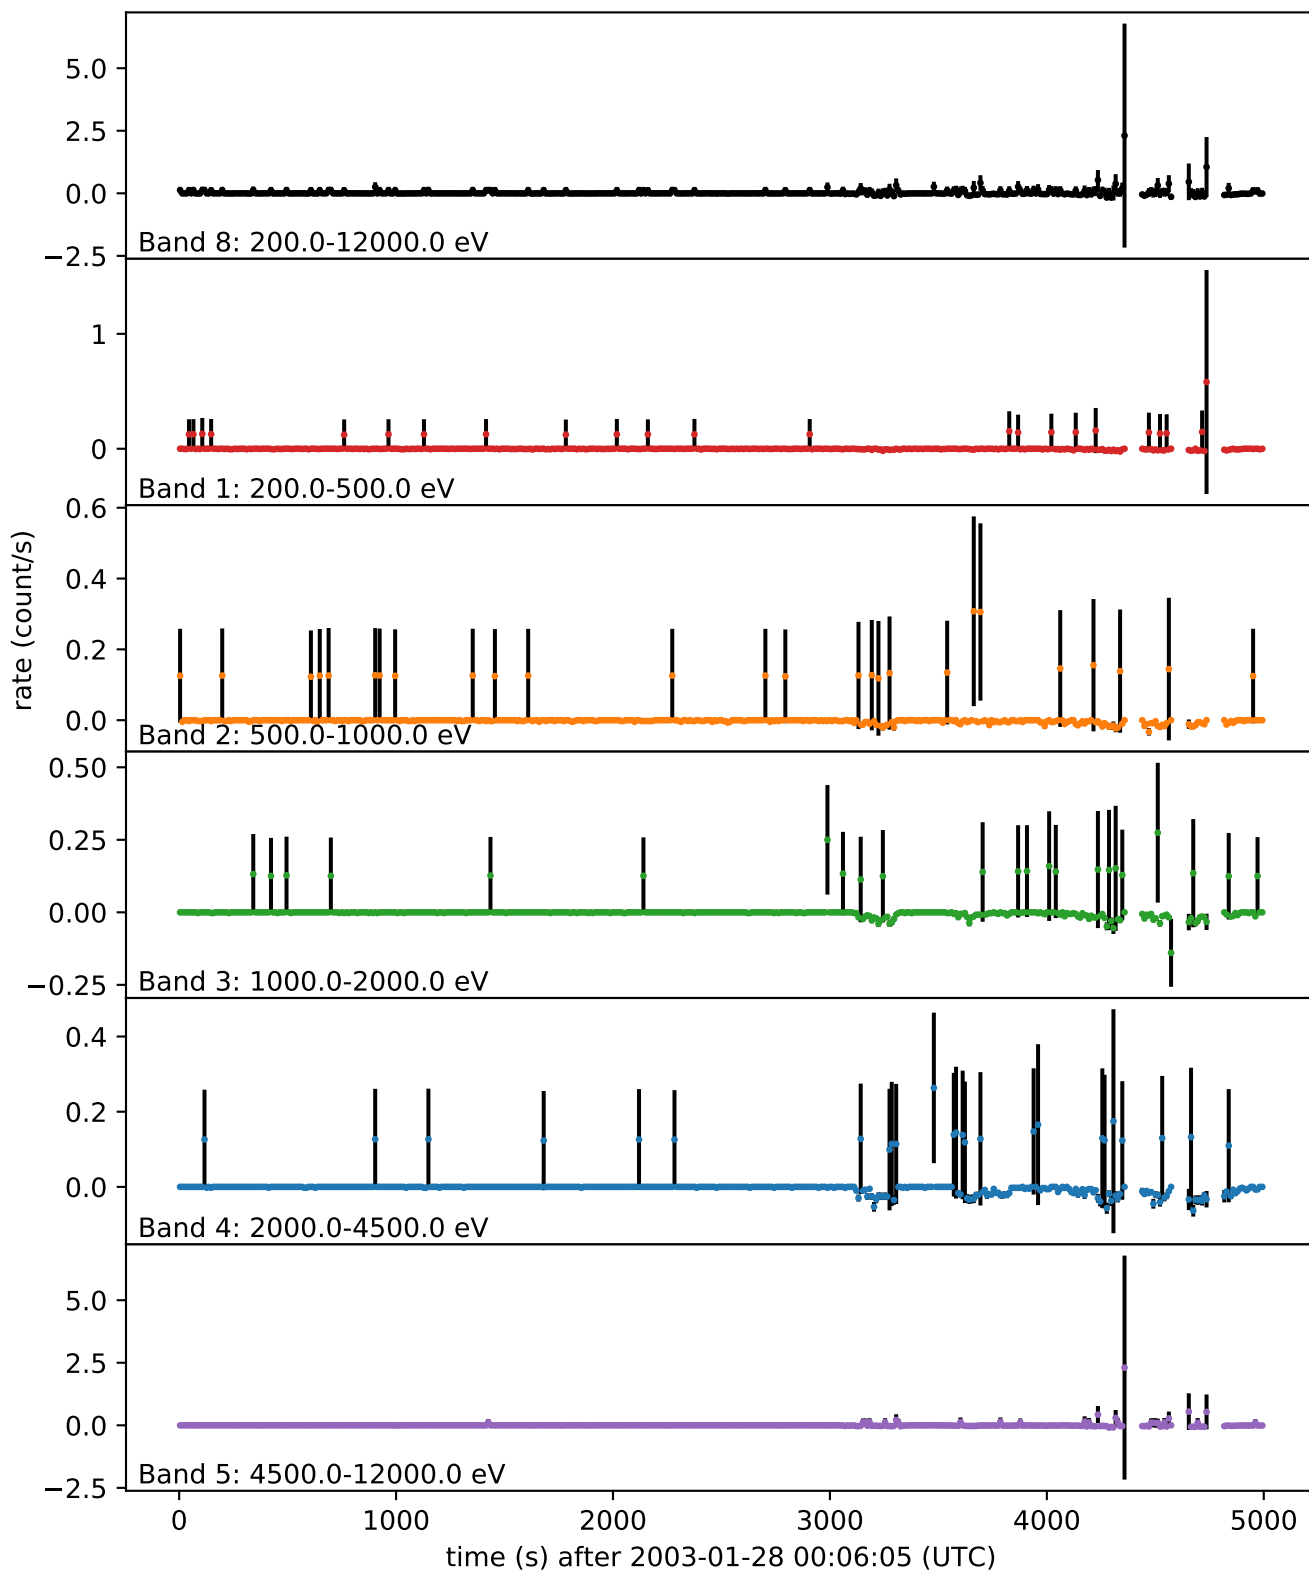 5.0
2.5
0.0
−2.5
Band 8: 200.0-12000.0 eV
1
0
Band 1: 200.0-500.0 eV
rate (count/s)
0.6
0.4
0.2
0.0
Band 2: 500.0-1000.0 eV
0.50
0.25
0.00
−0.25
Band 3: 1000.0-2000.0 eV
0.4
0.2
0.0
Band 4: 2000.0-4500.0 eV
5.0
2.5
0.0
−2.5
Band 5: 4500.0-12000.0 eV
0 1000 2000 3000 4000 5000
time (s) after 2003-01-28 00:06:05 (UTC)